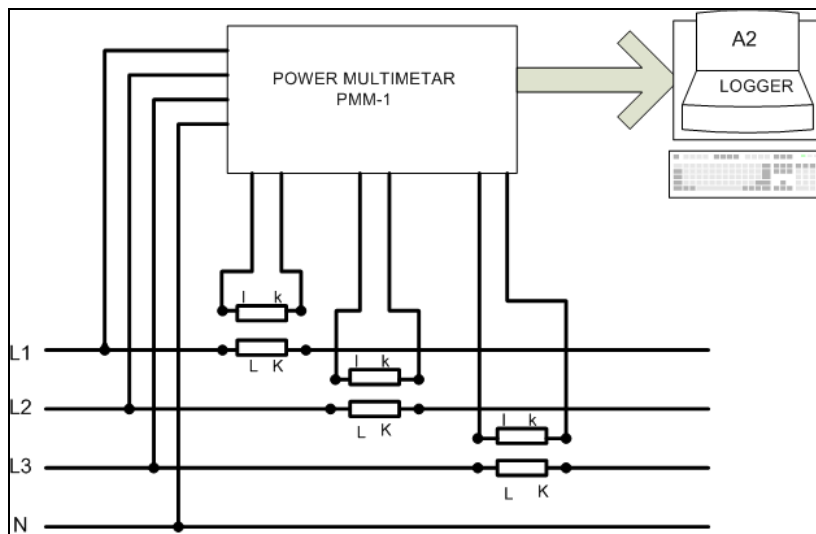 POWER MULTIMETAR
PMM-1
A2
LOGGER
l k
L1
L K
l k
L2
L K
l k
L3
L K
N